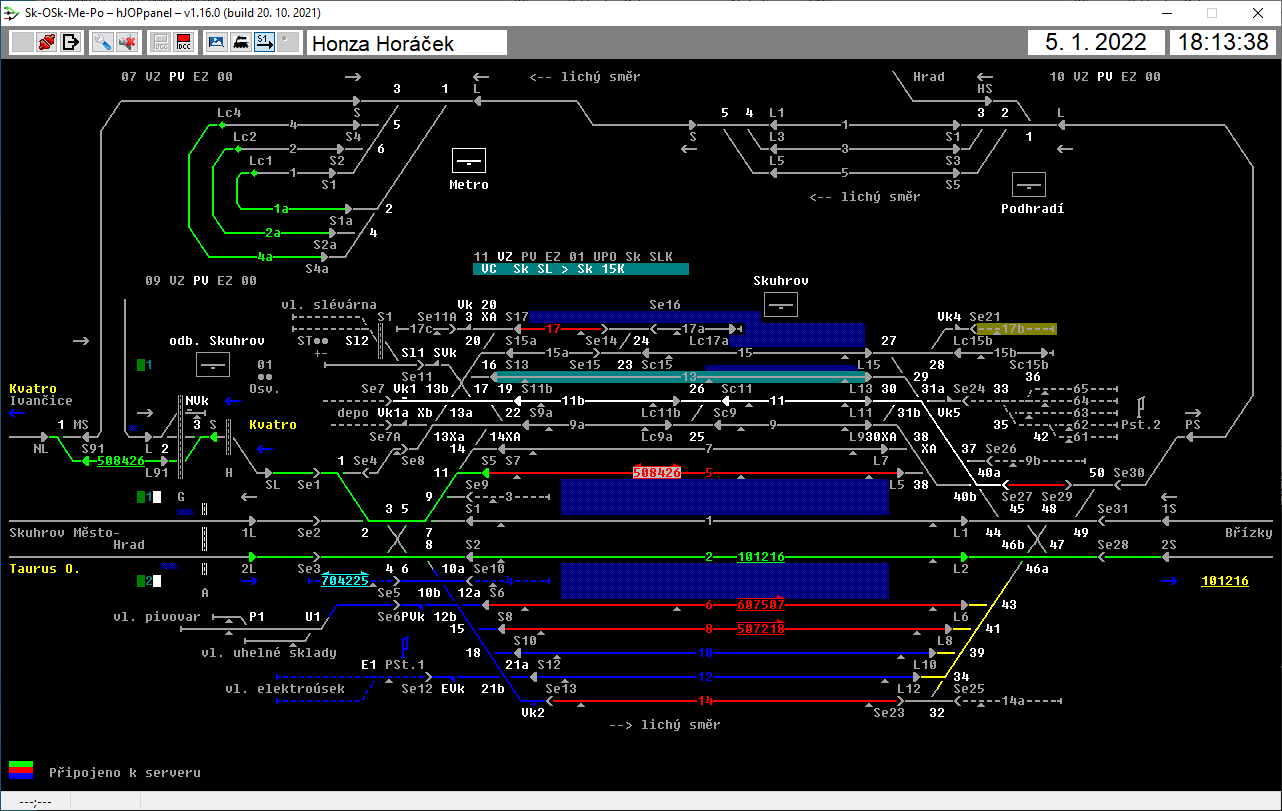 Sk-OSk-Me-Po – hJOPpanel – v1.16.0 (build 20. 10. 2021)
DCC DCC S1 Honza Horáček 5. 1. 2022 18:13:38
07 VZ PV EZ 00 <-- lichý směr Hrad 10 VZ PV EZ 00
3 1 L HS
Lc4 S 5 4 L1 3 2 L
4 5 1
Lc2 S4 S L3 S1 1
2 6 3
Lc1 S2 L5 S3
1 5
S1 Metro S5
<-- lichý směr
1a 2 Podhradí
S1a
2a 4
S2a
4a 11 VZ PV EZ 01 UPO Sk SLK
S4a VC Sk SL > Sk 15K
09 VZ PV EZ 00 Skuhrov
vl. slévárna Vk 20 Se16
S1 Se11A 3 XA S17 Vk4 Se21
17c 17 17a 17b
odb. Skuhrov ST Sl2 20 S15a Se14 24 Lc17a 27 Lc15b
+- Sl1 SVk 15a 15 15b
1 01 Se11 16 S13 Se15 23 Sc15 L15 28 Sc15b
13 29 36
Kvatro Osv. Se7 Vk1 13b 17 19 S11b 26 Sc11 L13 31a Se24 33 65
Ivančice NVk 11b 11 30 64
depo Vk1a Xb 13a 22 S9a Lc11b Sc9 L11 31b Vk5 63
1 MS 3 S Kvatro 9a 9 35 62 Pst.2 PS
Se7A 13Xa 14XA Lc9a 25 L9 30XA 38 42 61
NL S91 L 2 1 Se8 14 7 XA Se26
508426 L91 H Se4 S5 S7 L7 37 9b
SL Se1 11 508426 5 40a 50 Se30
Se9 L5 38 Se27 Se29
1 G 9 3 40b
3 5 S1 45 48 Se31 1S
1
Skuhrov Město- 1L Se2 2 7 L1 44 49 Břízky
Hrad 8 S2 46b 47 Se28 2S
2 101216
Taurus O. 2L Se3 4 6 10a Se10 L2 46a
2 704225 4 101216
A Se5 10b 12a S6
6 607507 43
vl. pivovar P1 U1 Se6 PVk 12b S8 L6
15 8 507218 41
vl. uhelné sklady S10 L8
18 10 39
E1 PSt.1 21a S12 L10
12 34
vl. elektroúsek Se12 EVk 21b Se13 L12 Se25
14 14a
Vk2 Se23 32
--> lichý směr
Připojeno k serveru
---;---